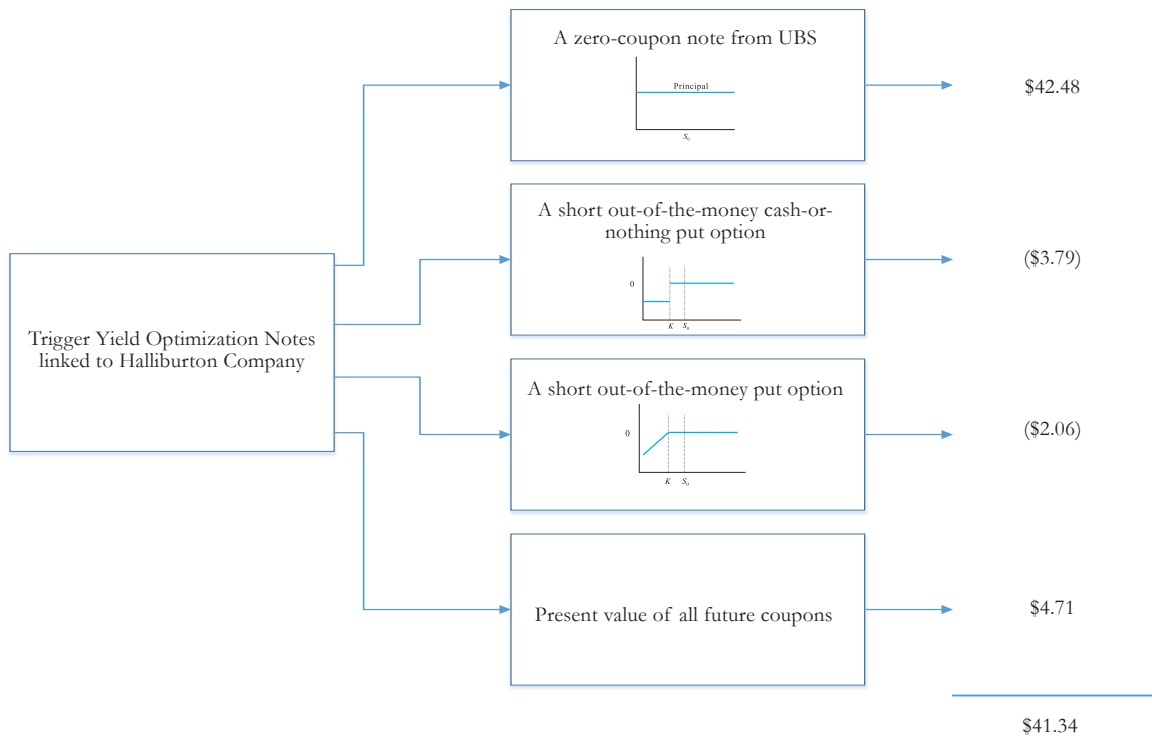 A zero-coupon note from UBS
Principal
S₀
$42.48
A short out-of-the-money cash-or-
nothing put option
0
K S₀
($3.79)
Trigger Yield Optimization Notes
linked to Halliburton Company
A short out-of-the-money put option
0
K S₀
($2.06)
Present value of all future coupons
$4.71
$41.34